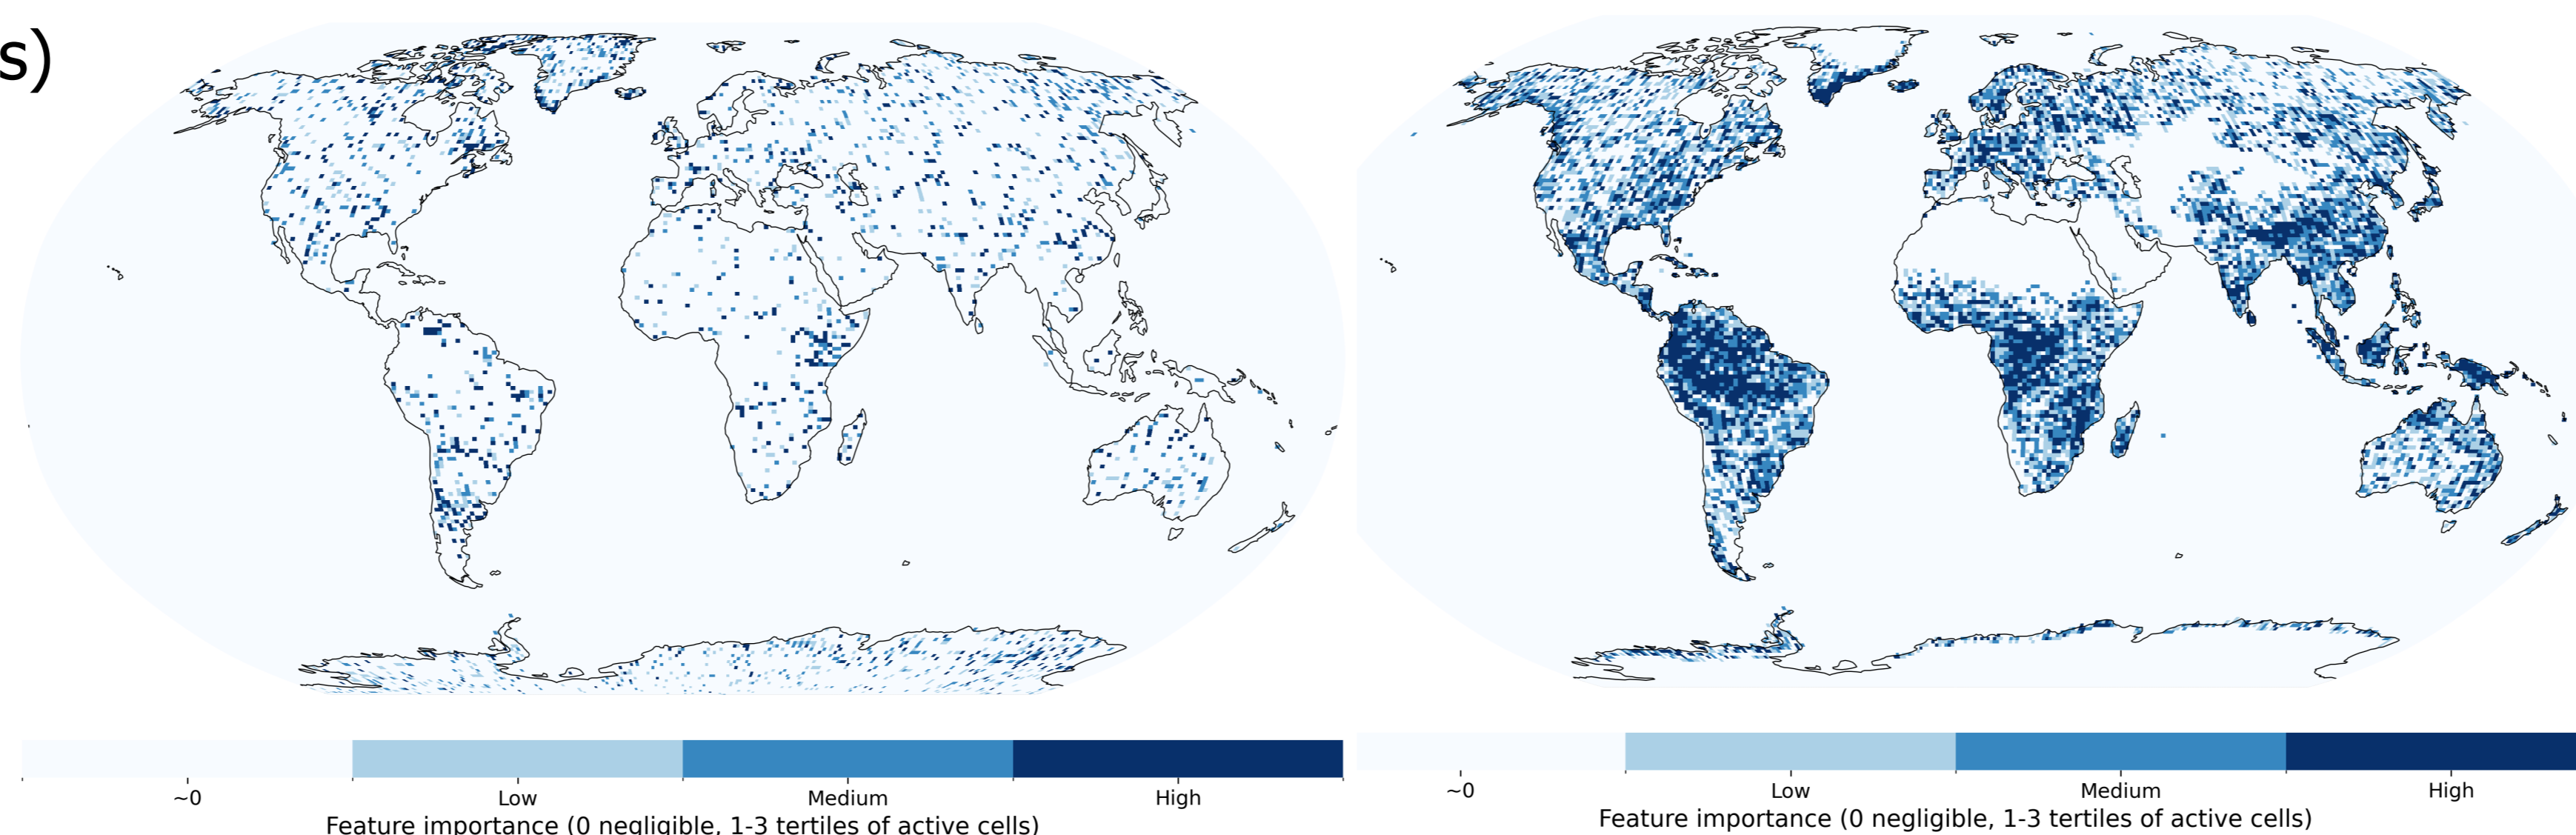 s)
~0 Low Medium High
Feature importance (0 negligible, 1-3 tertiles of active cells)
~0 Low Medium High
Feature importance (0 negligible, 1-3 tertiles of active cells)